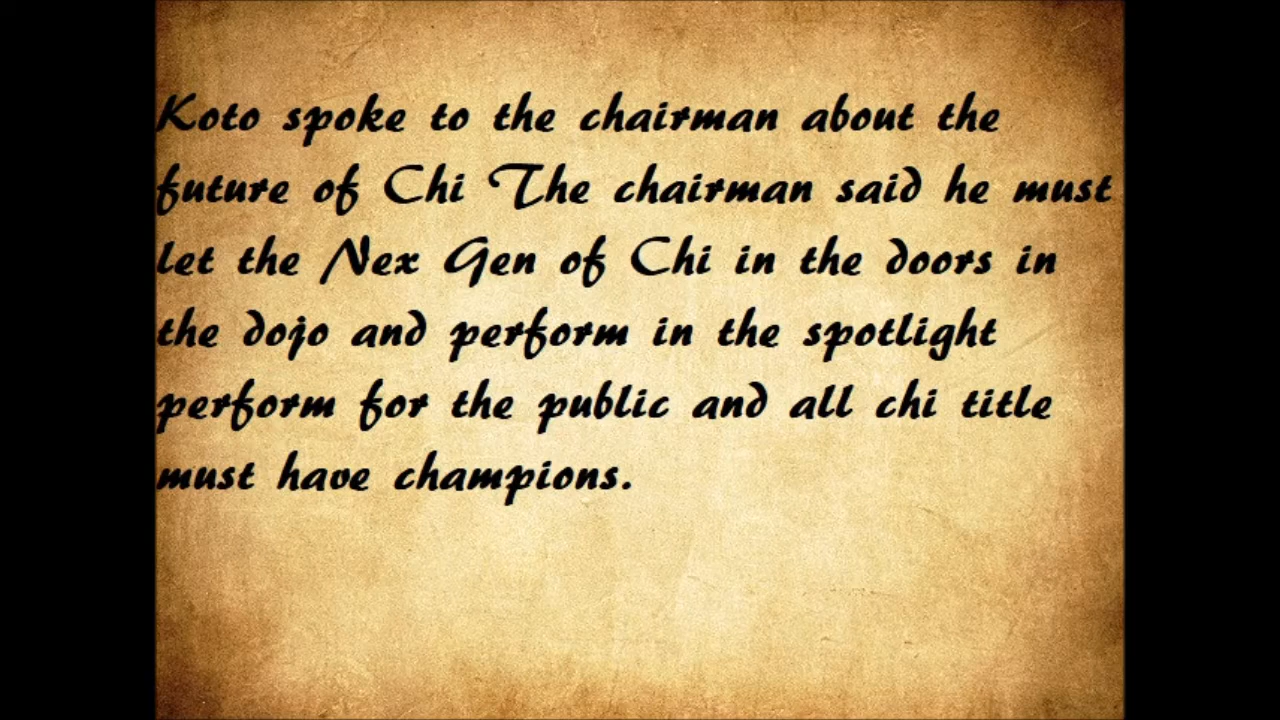 Koto spoke to the chairman about the
future of Chi The chairman said he must
let the Nex Gen of Chi in the doors in
the dojo and perform in the spotlight
perform for the public and all chi title
must have champions.